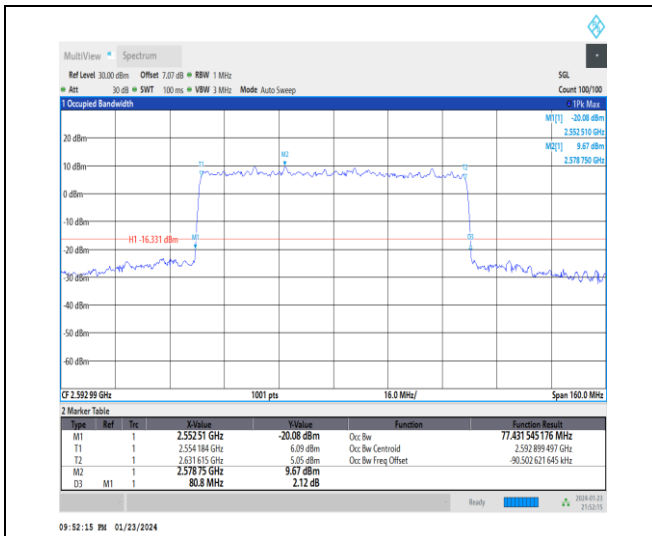 MultiView Spectrum
Ref Level 30.00 dBm Offset 7.07 dB RBW 1 MHz SGL
Att 30 dB SWT 100 ms VBW 3 MHz Mode Auto Sweep Count 100/100
1 Occupied Bandwidth 1Pk Max
M1[1] -20.08 dBm
2.552 510 GHz
M2[1] 9.67 dBm
2.578 750 GHz
20 dBm
10 dBm
0 dBm
-10 dBm
-20 dBm
-30 dBm
-40 dBm
-50 dBm
-60 dBm
T1
M2
T2
H1 -16.331 dBm
M1
D3
CF 2.592 99 GHz 1001 pts 16.0 MHz/ Span 160.0 MHz
2 Marker Table
Type Ref Trc X-Value Y-Value Function Function Result
M1 1 2.552 51 GHz -20.08 dBm Occ Bw 77.431 545 176 MHz
T1 1 2.554 184 GHz 6.09 dBm Occ Bw Centroid 2.592 899 497 GHz
T2 1 2.631 615 GHz 5.05 dBm Occ Bw Freq Offset -90.502 621 645 kHz
M2 1 2.578 75 GHz 9.67 dBm
D3 M1 1 80.8 MHz 2.12 dB
Ready 2024-01-23
21:52:15
09:52:15 PM 01/23/2024